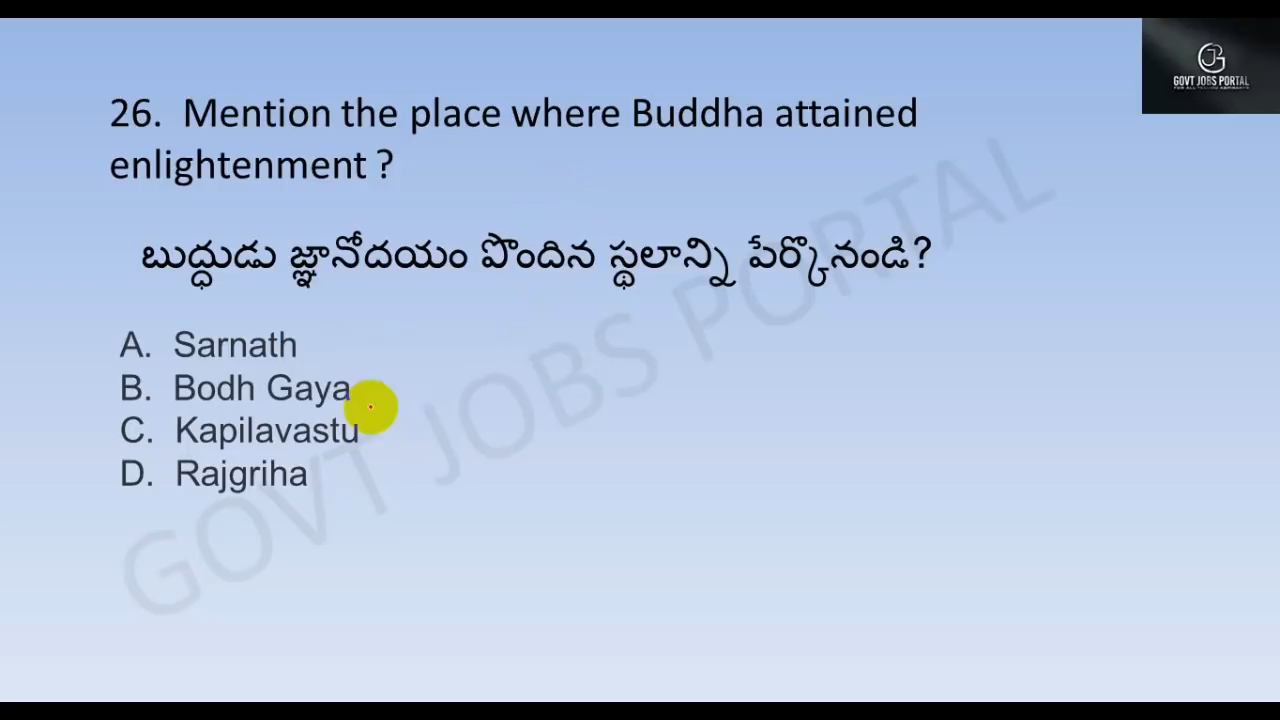 GOVT JOBS PORTAL
26. Mention the place where Buddha attained
enlightenment ?
బుద్ధుడు జ్ఞానోదయం పొందిన స్థలాన్ని పేర్కొనండి?
A. Sarnath
B. Bodh Gaya
C. Kapilavastu
D. Rajgriha
GOVT JOBS PORTAL